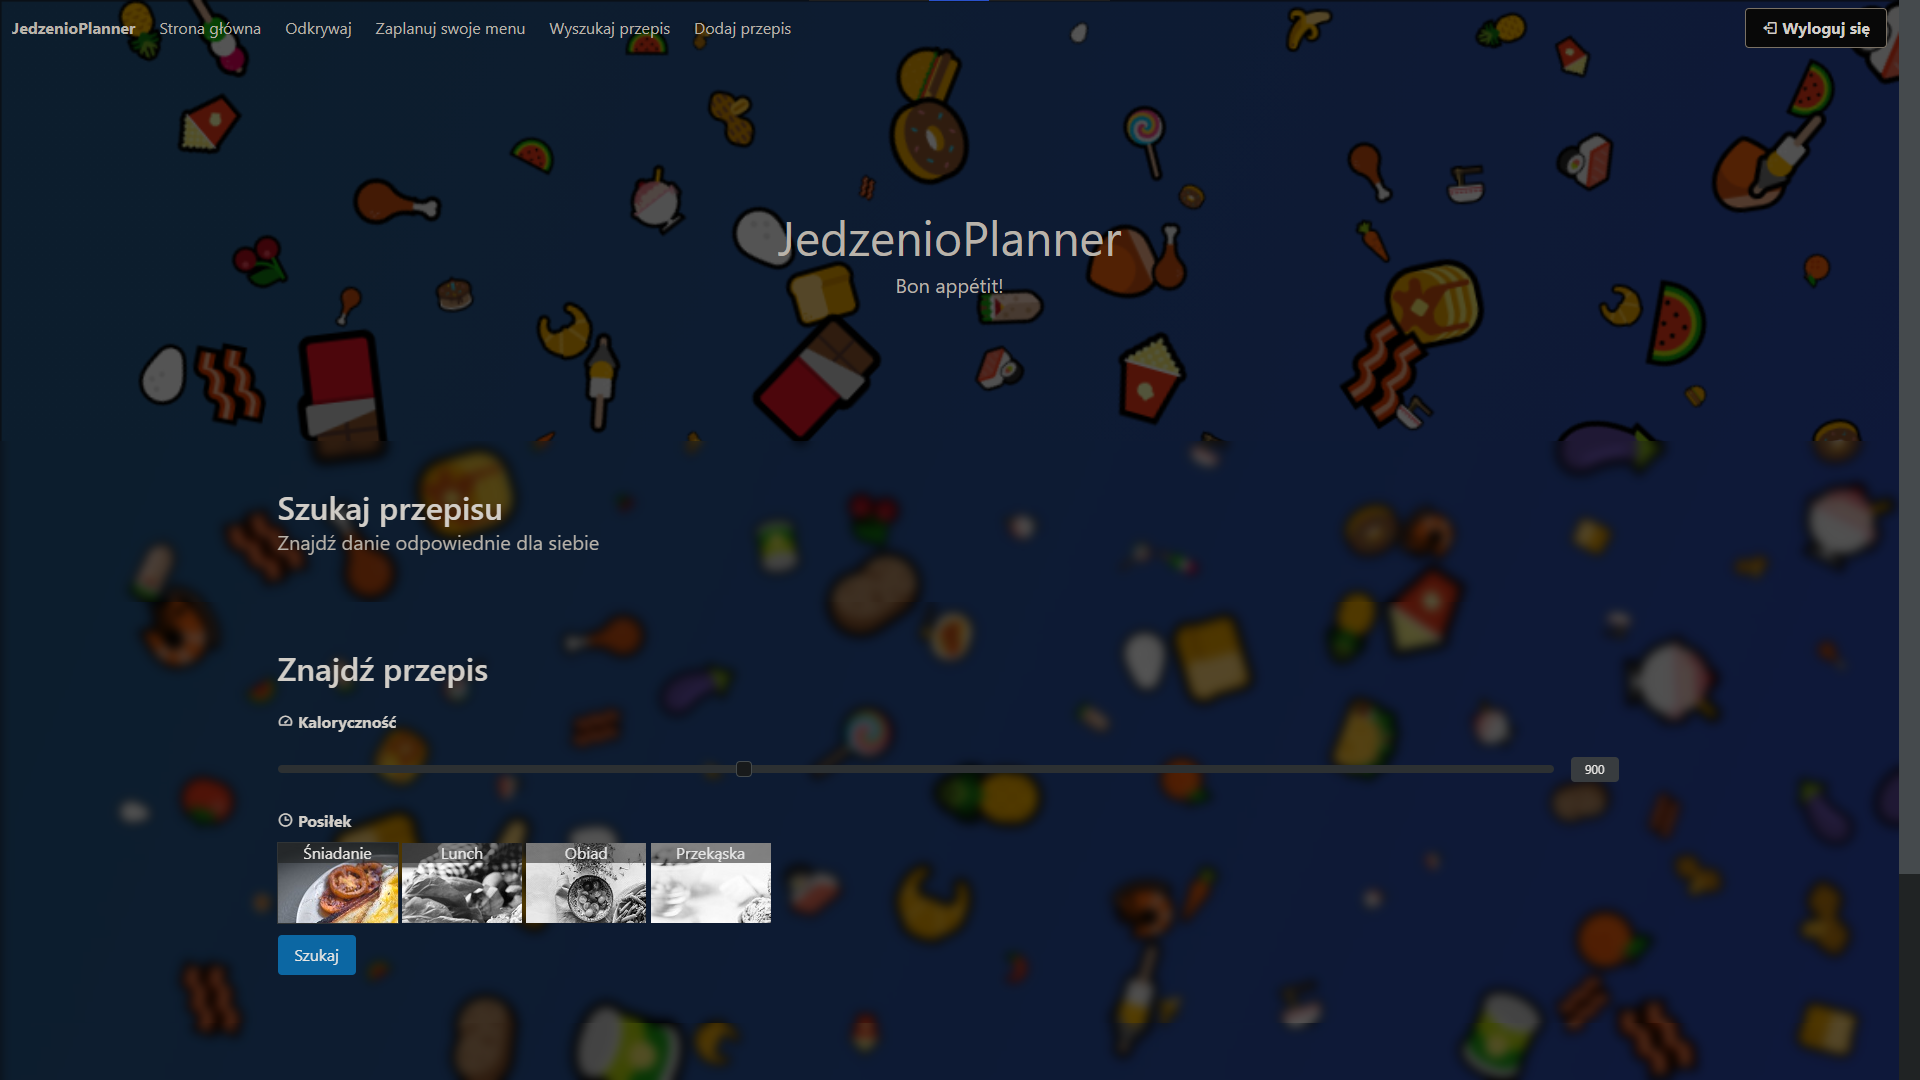 JedzenioPlanner Strona główna Odkrywaj Zaplanuj swoje menu Wyszukaj przepis Dodaj przepis Wyloguj się
JedzenioPlanner
Bon appétit!
Szukaj przepisu
Znajdź danie odpowiednie dla siebie
Znajdź przepis
Kaloryczność
900
Posiłek
Śniadanie Lunch Obiad Przekąska
Szukaj